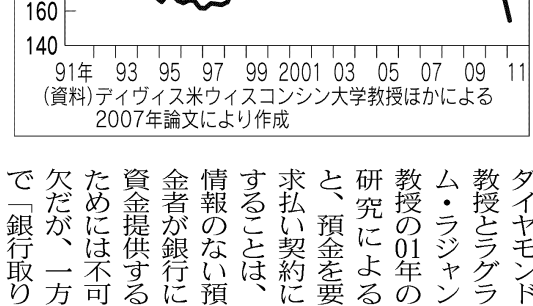 160
140
91年 93 95 97 99 2001 03 05 07 09 11
(資料)ディヴィス米ウィスコンシン大学教授ほかによる
2007年論文により作成
ダイヤモンド
教授とラグラ
ム・ラジャン
教授の01年の
研究による
と、預金を要
求払い契約に
することは、
情報のない預
金者が銀行に
資金提供する
ためには不可
欠だが、一方
で「銀行取り